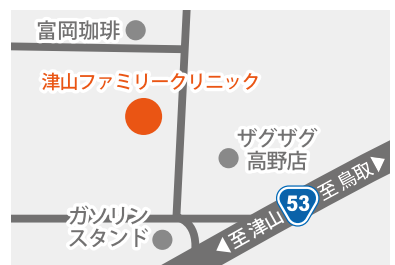 富岡珈琲
津山ファミリークリニック
ザグザグ
高野店
至 鳥取▶
53
◀至 津山
ガソリン
スタンド